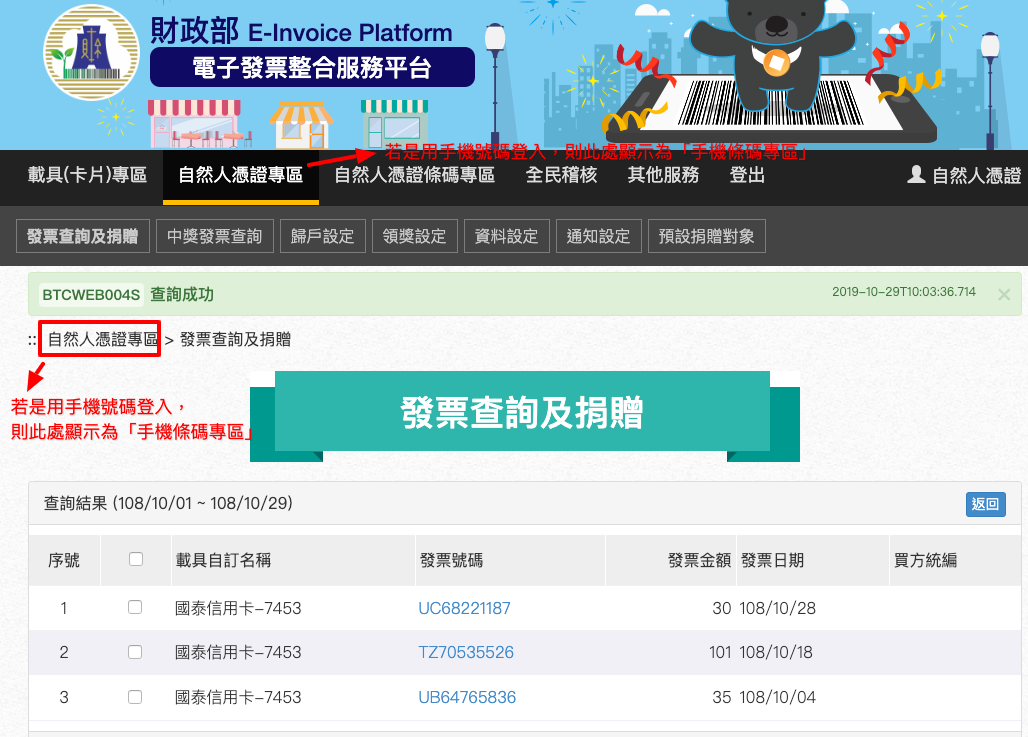 財政部 E-Invoice Platform
電子發票整合服務平台
若是用手機號碼登入，則此處顯示為「手機條碼專區」
載具(卡片)專區 自然人憑證專區 自然人憑證條碼專區 全民稽核 其他服務 登出 自然人憑證
發票查詢及捐贈 中獎發票查詢 歸戶設定 領獎設定 資料設定 通知設定 預設捐贈對象
BTCWEB004S 查詢成功 2019-10-29T10:03:36.714 ×
:: 自然人憑證專區 > 發票查詢及捐贈
若是用手機號碼登入，
則此處顯示為「手機條碼專區」
發票查詢及捐贈
查詢結果 (108/10/01 ~ 108/10/29) 返回
序號 載具自訂名稱 發票號碼 發票金額 發票日期 買方統編
1 國泰信用卡-7453 UC68221187 30 108/10/28
2 國泰信用卡-7453 TZ70535526 101 108/10/18
3 國泰信用卡-7453 UB64765836 35 108/10/04